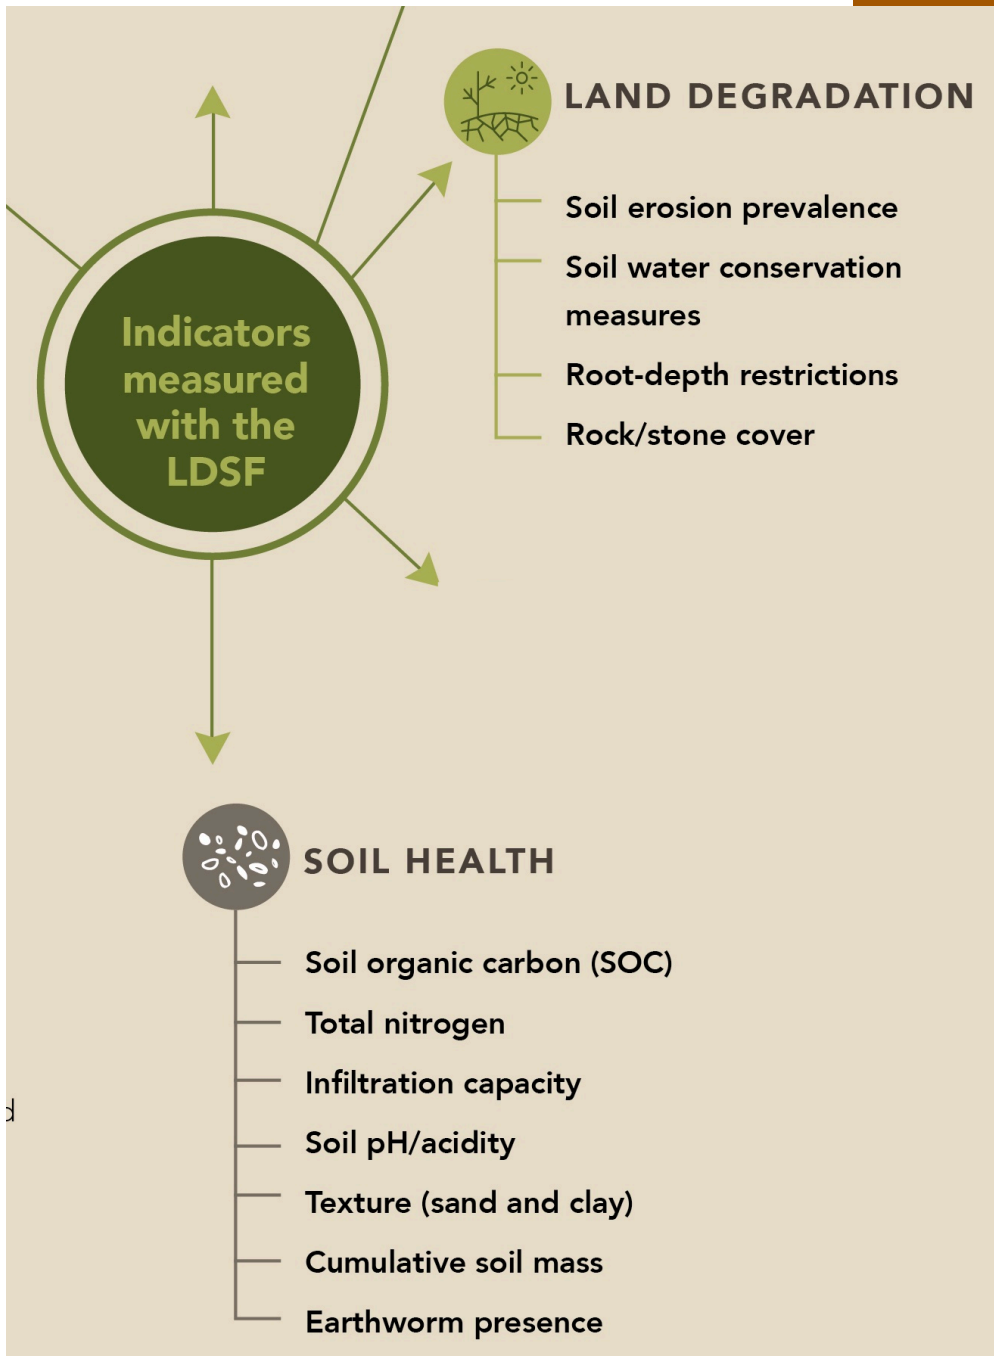 LAND DEGRADATION
Soil erosion prevalence
Soil water conservation
measures
Root-depth restrictions
Rock/stone cover
Indicators
measured
with the
LDSF
SOIL HEALTH
Soil organic carbon (SOC)
Total nitrogen
Infiltration capacity
Soil pH/acidity
Texture (sand and clay)
Cumulative soil mass
Earthworm presence